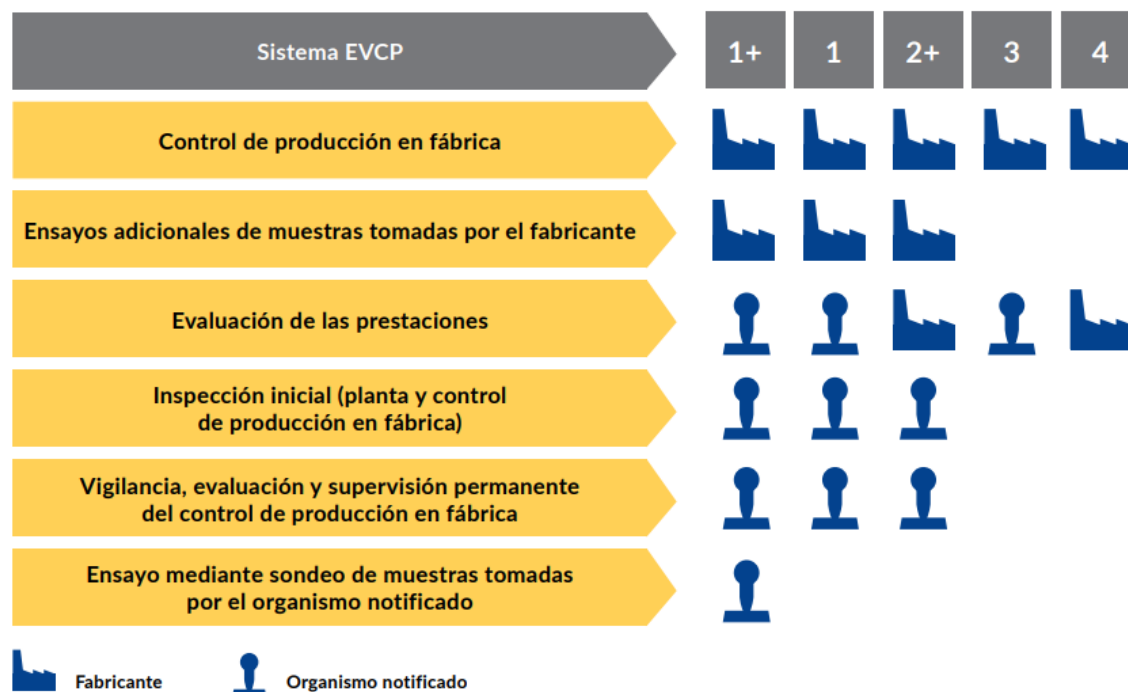 Sistema EVCP
1+ 1 2+ 3 4
Control de producción en fábrica
Ensayos adicionales de muestras tomadas por el fabricante
Evaluación de las prestaciones
Inspección inicial (planta y control
de producción en fábrica)
Vigilancia, evaluación y supervisión permanente
del control de producción en fábrica
Ensayo mediante sondeo de muestras tomadas
por el organismo notificado
Fabricante
Organismo notificado